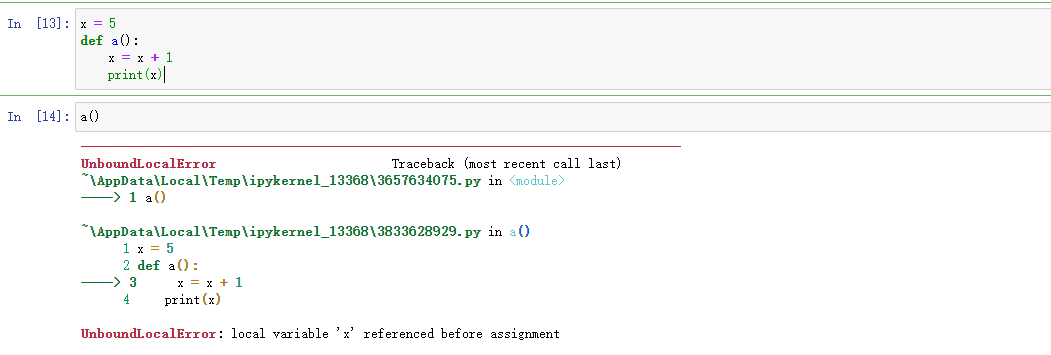 In [13]: x = 5
def a():
    x = x + 1
    print(x)
In [14]: a()
UnboundLocalError                         Traceback (most recent call last)
~\AppData\Local\Temp\ipykernel_13368\3657634075.py in <module>
----> 1 a()
~\AppData\Local\Temp\ipykernel_13368\3833628929.py in a()
      1 x = 5
      2 def a():
----> 3     x = x + 1
      4     print(x)
UnboundLocalError: local variable 'x' referenced before assignment